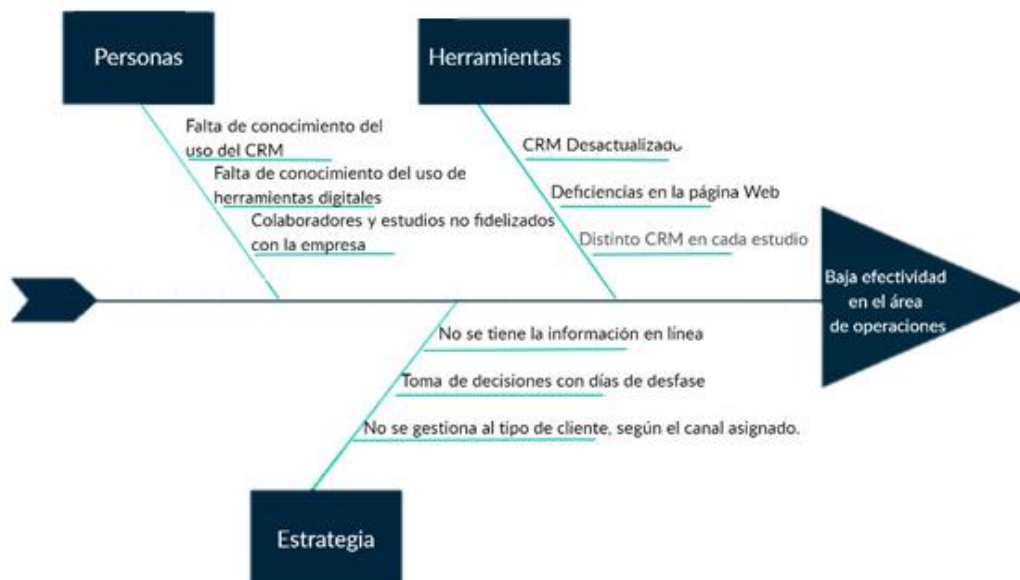 Personas
Herramientas
Falta de conocimiento del
uso del CRM
Falta de conocimiento del uso de
herramientas digitales
Colaboradores y estudios no fidelizados
con la empresa
CRM Desactualizado
Deficiencias en la página Web
Distinto CRM en cada estudio
Baja efectividad
en el área
de operaciones
No se tiene la información en línea
Toma de decisiones con días de desfase
No se gestiona al tipo de cliente, según el canal asignado.
Estrategia